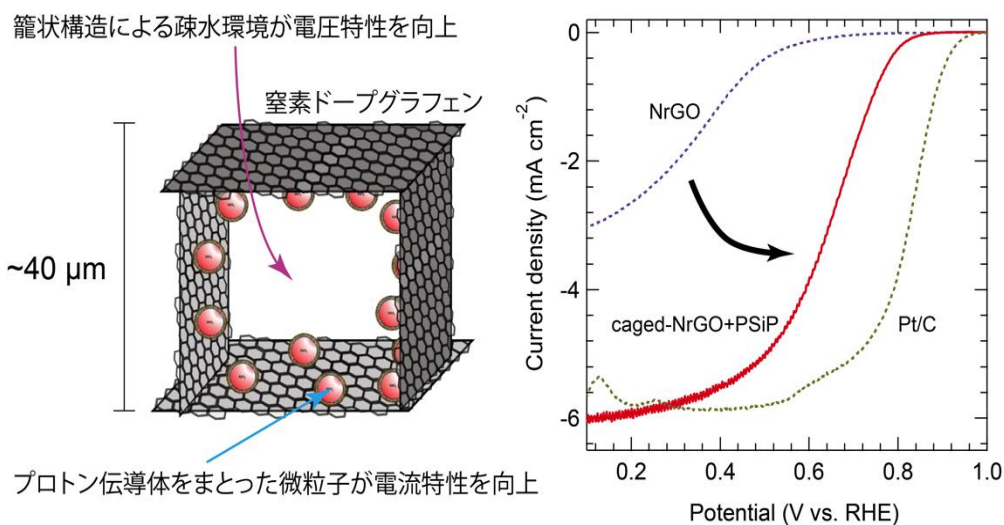 籠状構造による疎水環境が電圧特性を向上
窒素ドープグラフェン
~40 μm
プロトン伝導体をまとった微粒子が電流特性を向上
0
-2
-4
-6
Current density (mA cm-2)
NrGO
caged-NrGO+PSiP
Pt/C
0.2
0.4
0.6
0.8
1.0
Potential (V vs. RHE)